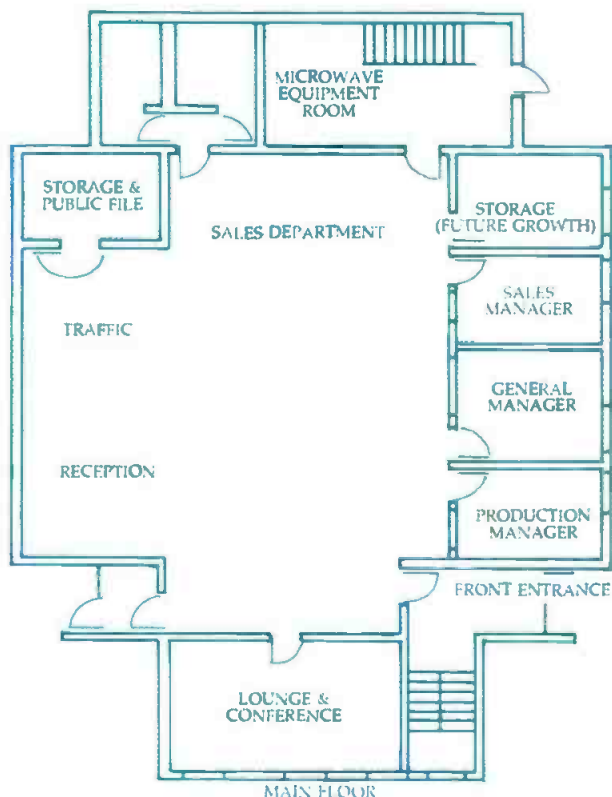 MICROWAVE
EQUIPMENT
ROOM
STORAGE &
PUBLIC FILE
SALES DEPARTMENT
STORAGE
(FUTURE GROWTH)
TRAFFIC
SALES
MANAGER
GENERAL
MANAGER
RECEPTION
PRODUCTION
MANAGER
FRONT ENTRANCE
LOUNGE &
CONFERENCE
MAIN FLOOR